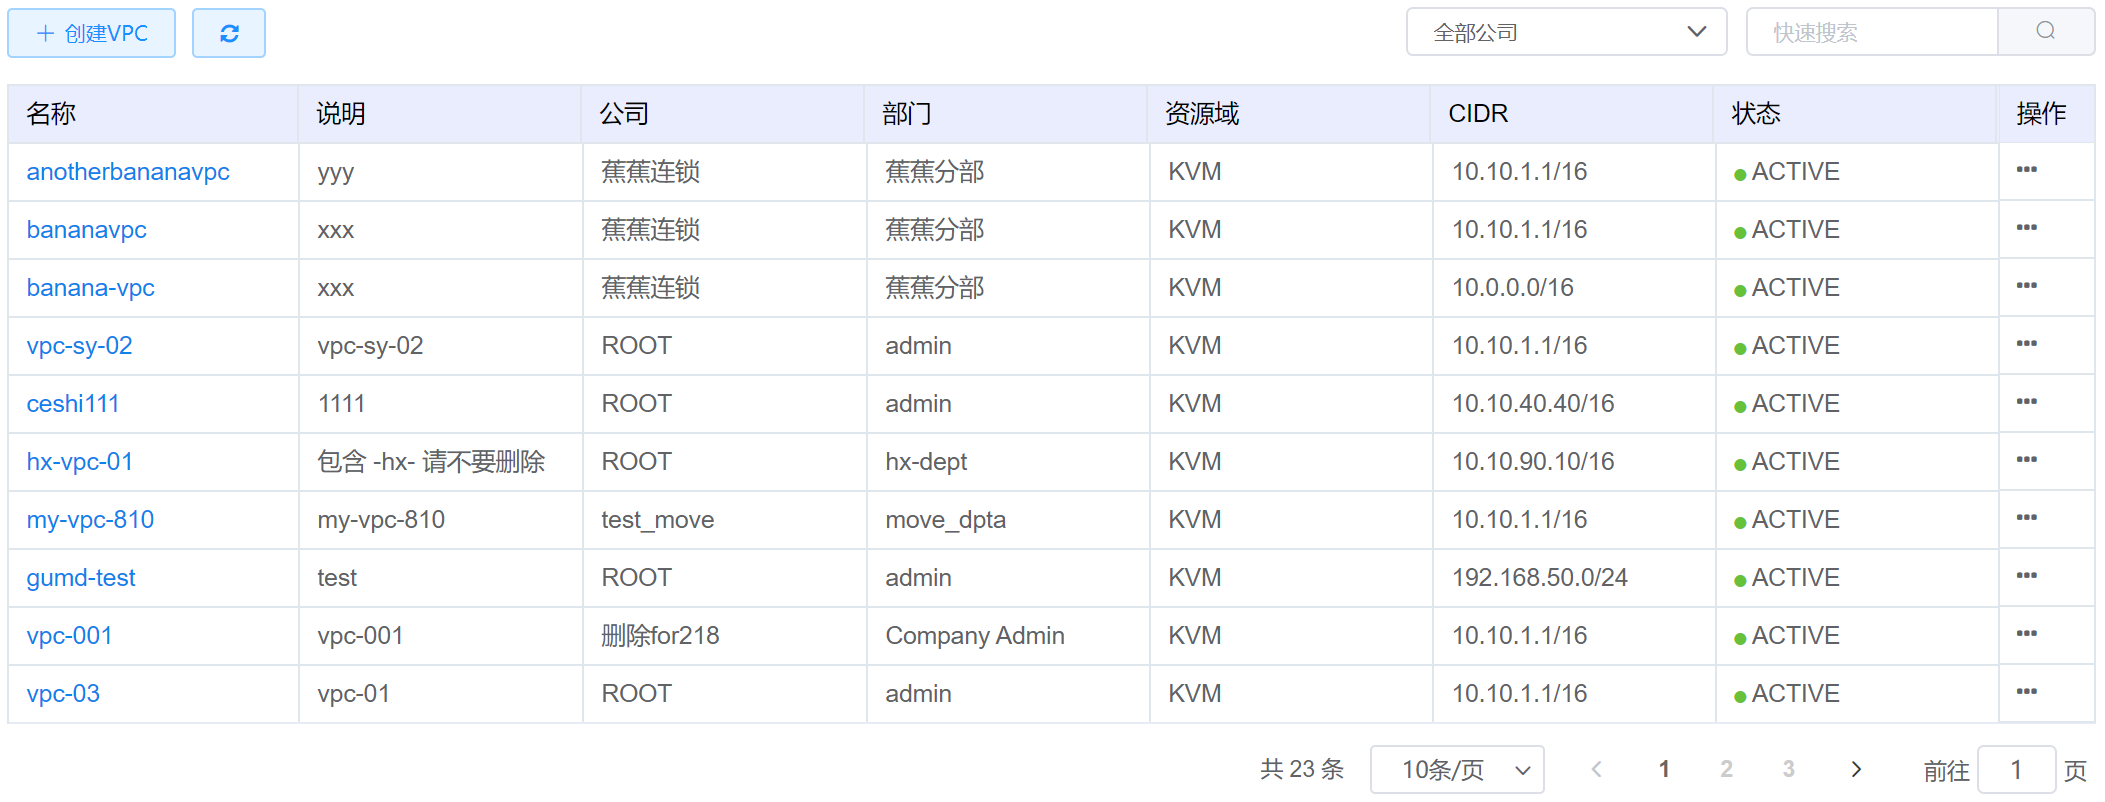 创建VPC 全部公司 快速搜索
名称 说明 公司 部门 资源域 CIDR 状态 操作
anotherbananavpc yyy 蕉蕉连锁 蕉蕉分部 KVM 10.10.1.1/16 ACTIVE
bananavpc xxx 蕉蕉连锁 蕉蕉分部 KVM 10.10.1.1/16 ACTIVE
banana-vpc xxx 蕉蕉连锁 蕉蕉分部 KVM 10.0.0.0/16 ACTIVE
vpc-sy-02 vpc-sy-02 ROOT admin KVM 10.10.1.1/16 ACTIVE
ceshi111 1111 ROOT admin KVM 10.10.40.40/16 ACTIVE
hx-vpc-01 包含 -hx- 请不要删除 ROOT hx-dept KVM 10.10.90.10/16 ACTIVE
my-vpc-810 my-vpc-810 test_move move_dpta KVM 10.10.1.1/16 ACTIVE
gumd-test test ROOT admin KVM 192.168.50.0/24 ACTIVE
vpc-001 vpc-001 删除for218 Company Admin KVM 10.10.1.1/16 ACTIVE
vpc-03 vpc-01 ROOT admin KVM 10.10.1.1/16 ACTIVE
共 23 条 10条/页 1 2 3 前往 1 页